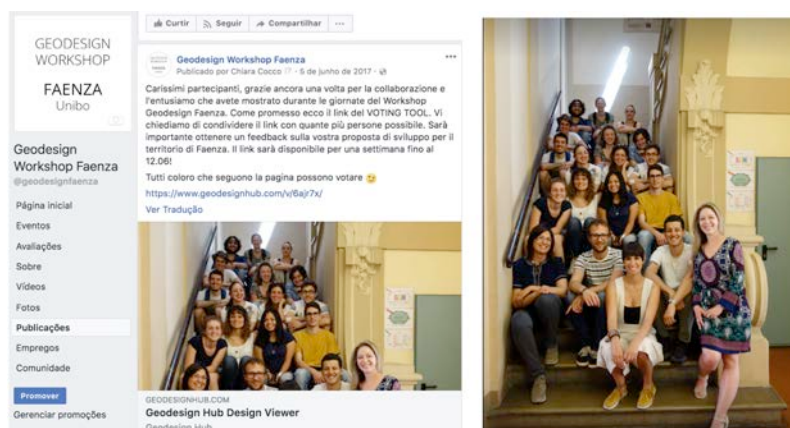 GEODESIGN
WORKSHOP
FAENZA
Unibo
Geodesign
Workshop Faenza
@geodesignfaenza
Página inicial
Eventos
Avaliações
Sobre
Vídeos
Fotos
Publicações
Empregos
Comunidade
Promover
Gerenciar promoções
Curtir
Seguir
Compartilhar
Geodesign Workshop Faenza
Publicado por Chiara Cocco · 5 de junho de 2017 ·
Carissimi partecipanti, grazie ancora una volta per la collaborazione e
l'entusiamo che avete mostrato durante le giornate del Workshop
Geodesign Faenza. Come promesso ecco il link del VOTING TOOL. Vi
chiediamo di condividere il link con quante più persone possibile. Sarà
importante ottenere un feedback sulla vostra proposta di sviluppo per il
territorio di Faenza. Il link sarà disponibile per una settimana fino al
12.06!
Tutti coloro che seguono la pagina possono votare
https://www.geodesignhub.com/v/6ajr7x/
Ver Tradução
GEODESIGNHUB.COM
Geodesign Hub Design Viewer
Geodesign Hub